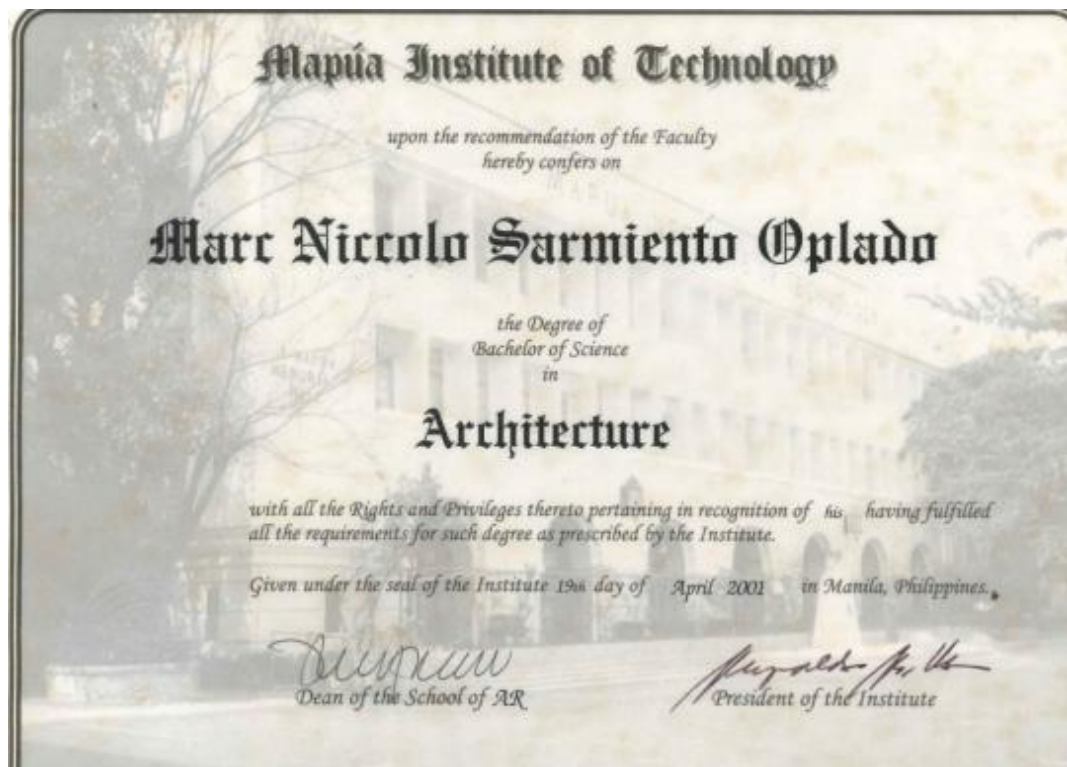 Mapúa Institute of Technology
upon the recommendation of the Faculty
hereby confers on
Marc Niccolo Sarmiento Oplado
the Degree of
Bachelor of Science
in
Architecture
with all the Rights and Privileges thereto pertaining in recognition of his having fulfilled
all the requirements for such degree as prescribed by the Institute.
Given under the seal of the Institute 19th day of April 2001 in Manila, Philippines.
Dean of the School of AR
President of the Institute